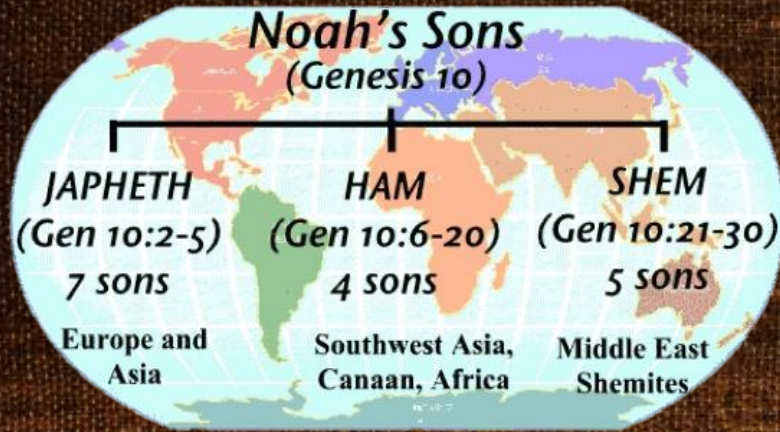 Noah's Sons
(Genesis 10)
JAPHETH
(Gen 10:2-5)
7 sons
Europe and
Asia
HAM
(Gen 10:6-20)
4 sons
Southwest Asia,
Canaan, Africa
SHEM
(Gen 10:21-30)
5 sons
Middle East
Shemites